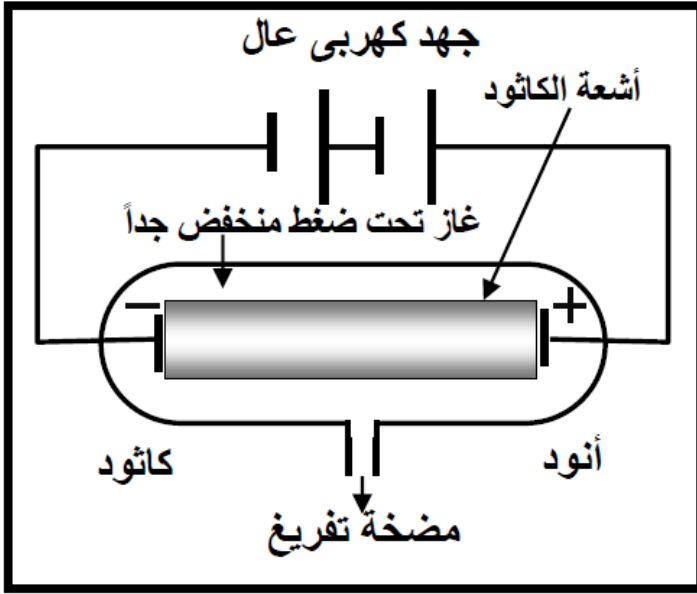 جهد كهربى عال
أشعة الكاثود
غاز تحت ضغط منخفض جداً
− +
كاثود
أنود
مضخة تفريغ